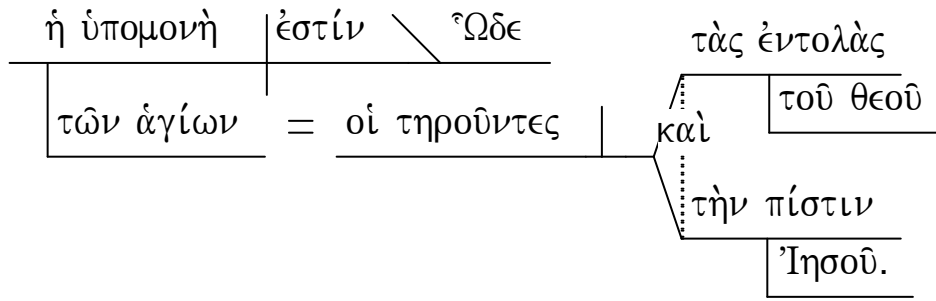 ἡ ὑπομονὴ ἐστίν Ὧδε
τὰς ἐντολὰς
τοῦ θεοῦ
τῶν ἁγίων = οἱ τηροῦντες
καὶ
τὴν πίστιν
Ἰησοῦ.